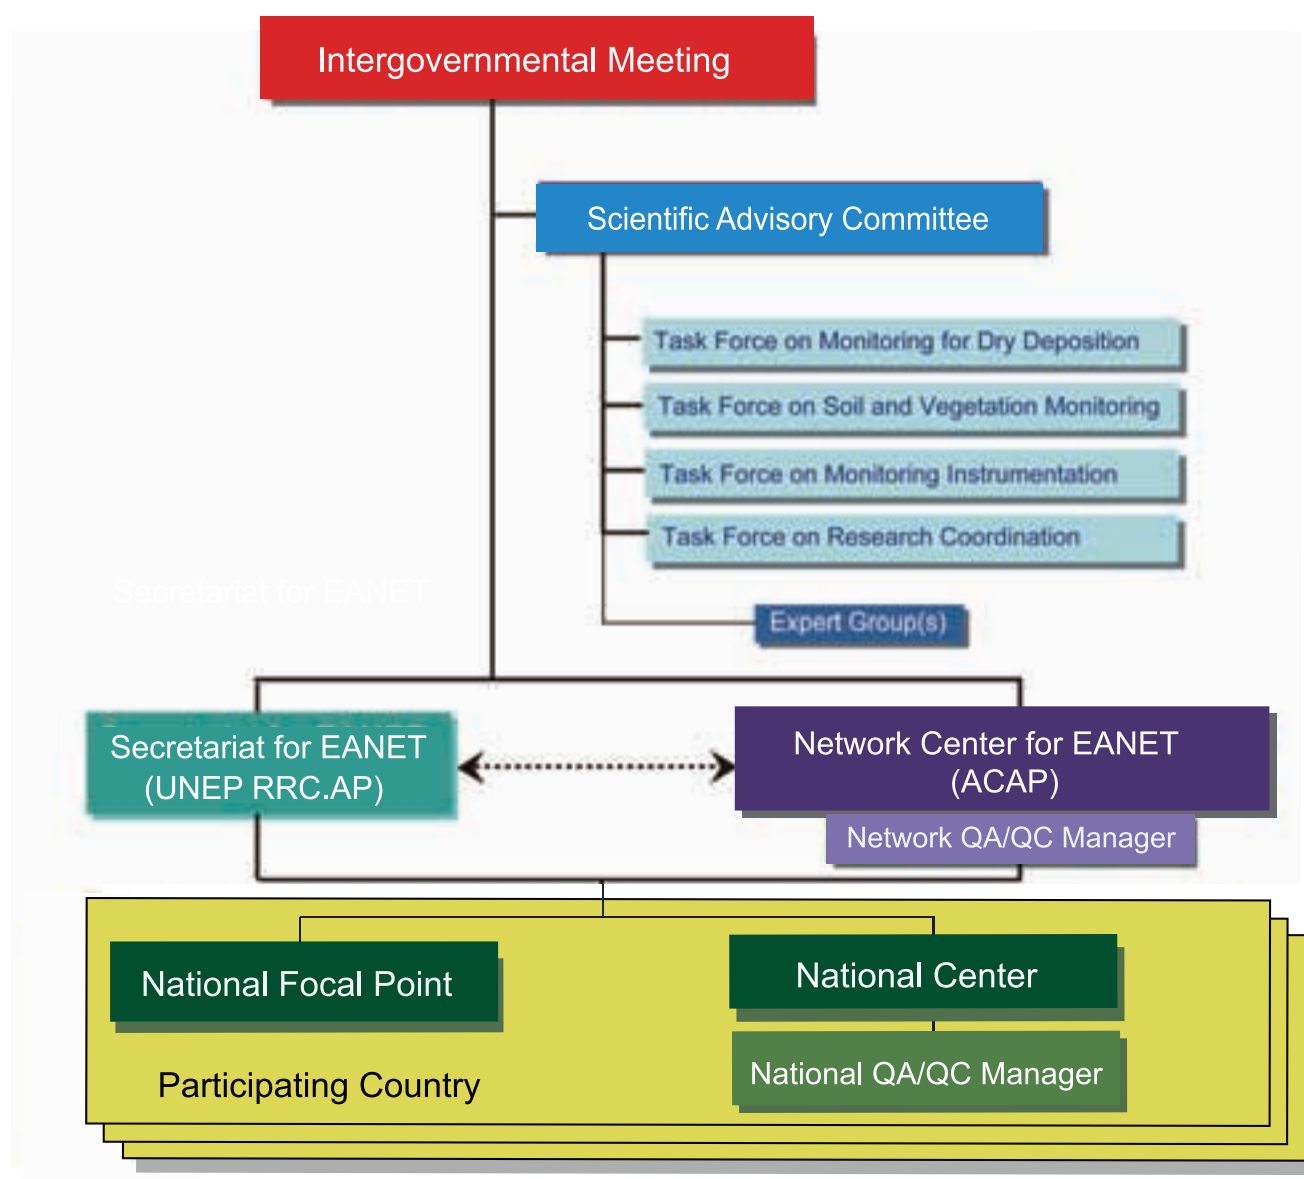 Intergovernmental Meeting
Scientific Advisory Committee
Task Force on Monitoring for Dry Deposition
Task Force on Soil and Vegetation Monitoring
Task Force on Monitoring Instrumentation
Task Force on Research Coordination
Secretariat for EANET
Expert Group(s)
Secretariat for EANET
(UNEP RRC.AP)
Network Center for EANET
(ACAP)
Network QA/QC Manager
National Focal Point
National Center
National QA/QC Manager
Participating Country